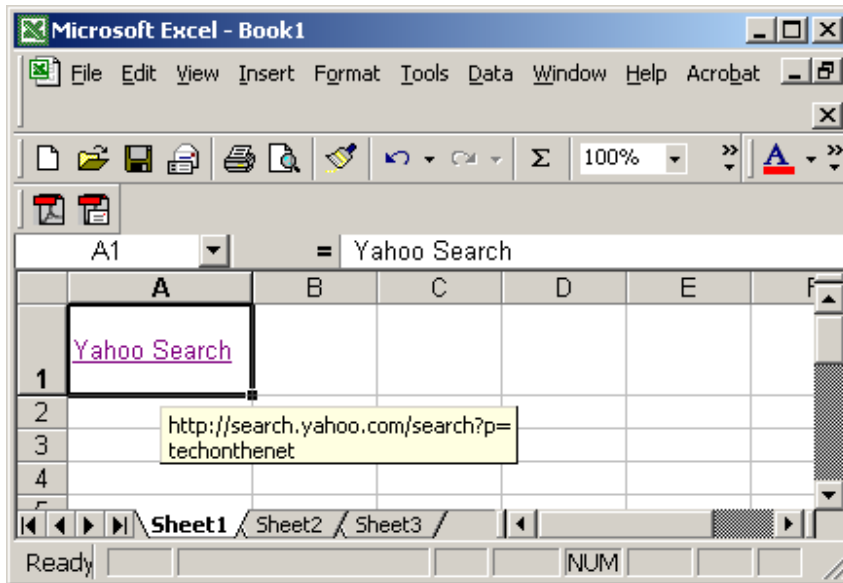 Microsoft Excel - Book1
File Edit View Insert Format Tools Data Window Help Acrobat
Σ 100% A
A1 = Yahoo Search
A B C D E F
Yahoo Search
1
2
http://search.yahoo.com/search?p=
techonthenet
3
4
5
Sheet1 Sheet2 Sheet3
Ready NUM